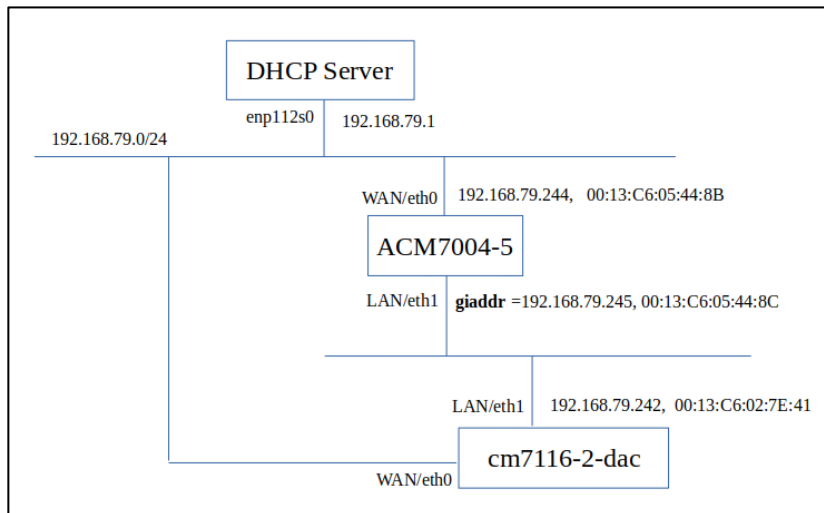 DHCP Server
enp112s0
192.168.79.1
192.168.79.0/24
WAN/eth0
192.168.79.244, 00:13:C6:05:44:8B
ACM7004-5
LAN/eth1
giaddr =192.168.79.245, 00:13:C6:05:44:8C
LAN/eth1
192.168.79.242, 00:13:C6:02:7E:41
cm7116-2-dac
WAN/eth0